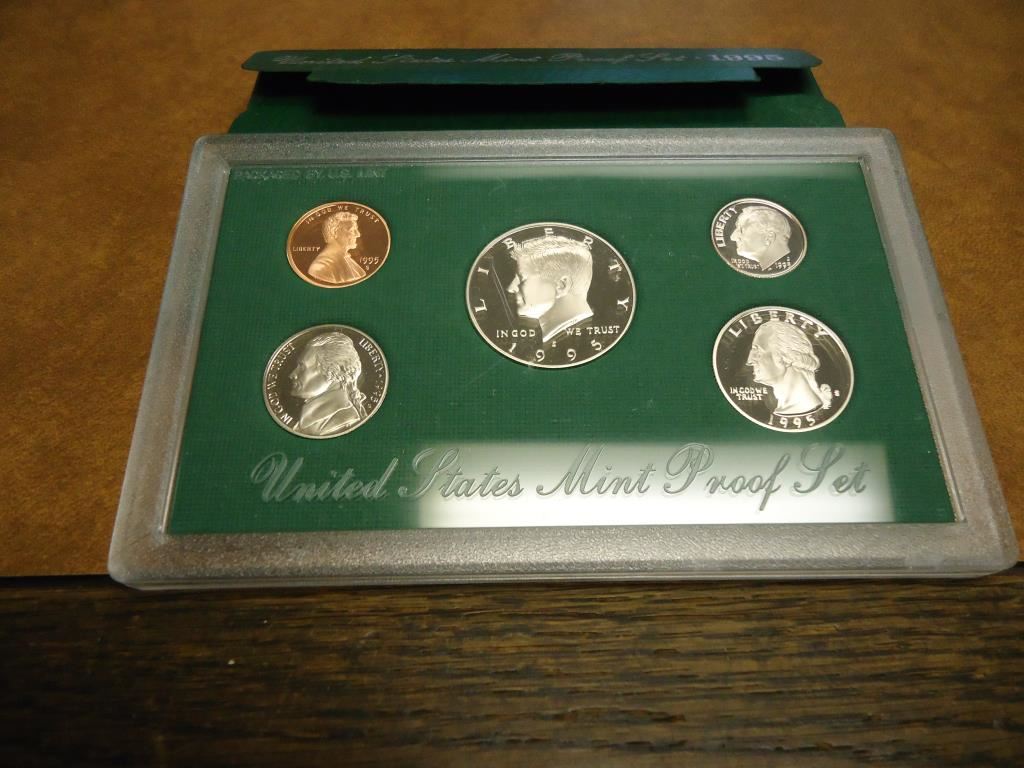 United States Mint Proof Set · 1995
PACKAGED BY U.S. MINT
IN GOD WE TRUST
LIBERTY
1995
S
LIBERTY
IN GOD WE TRUST
S
1995
LIBERTY
IN GOD
WE TRUST
1995
S
IN GOD WE TRUST
LIBERTY 1995
LIBERTY
IN GOD WE
TRUST
S
1995
United States Mint Proof Set